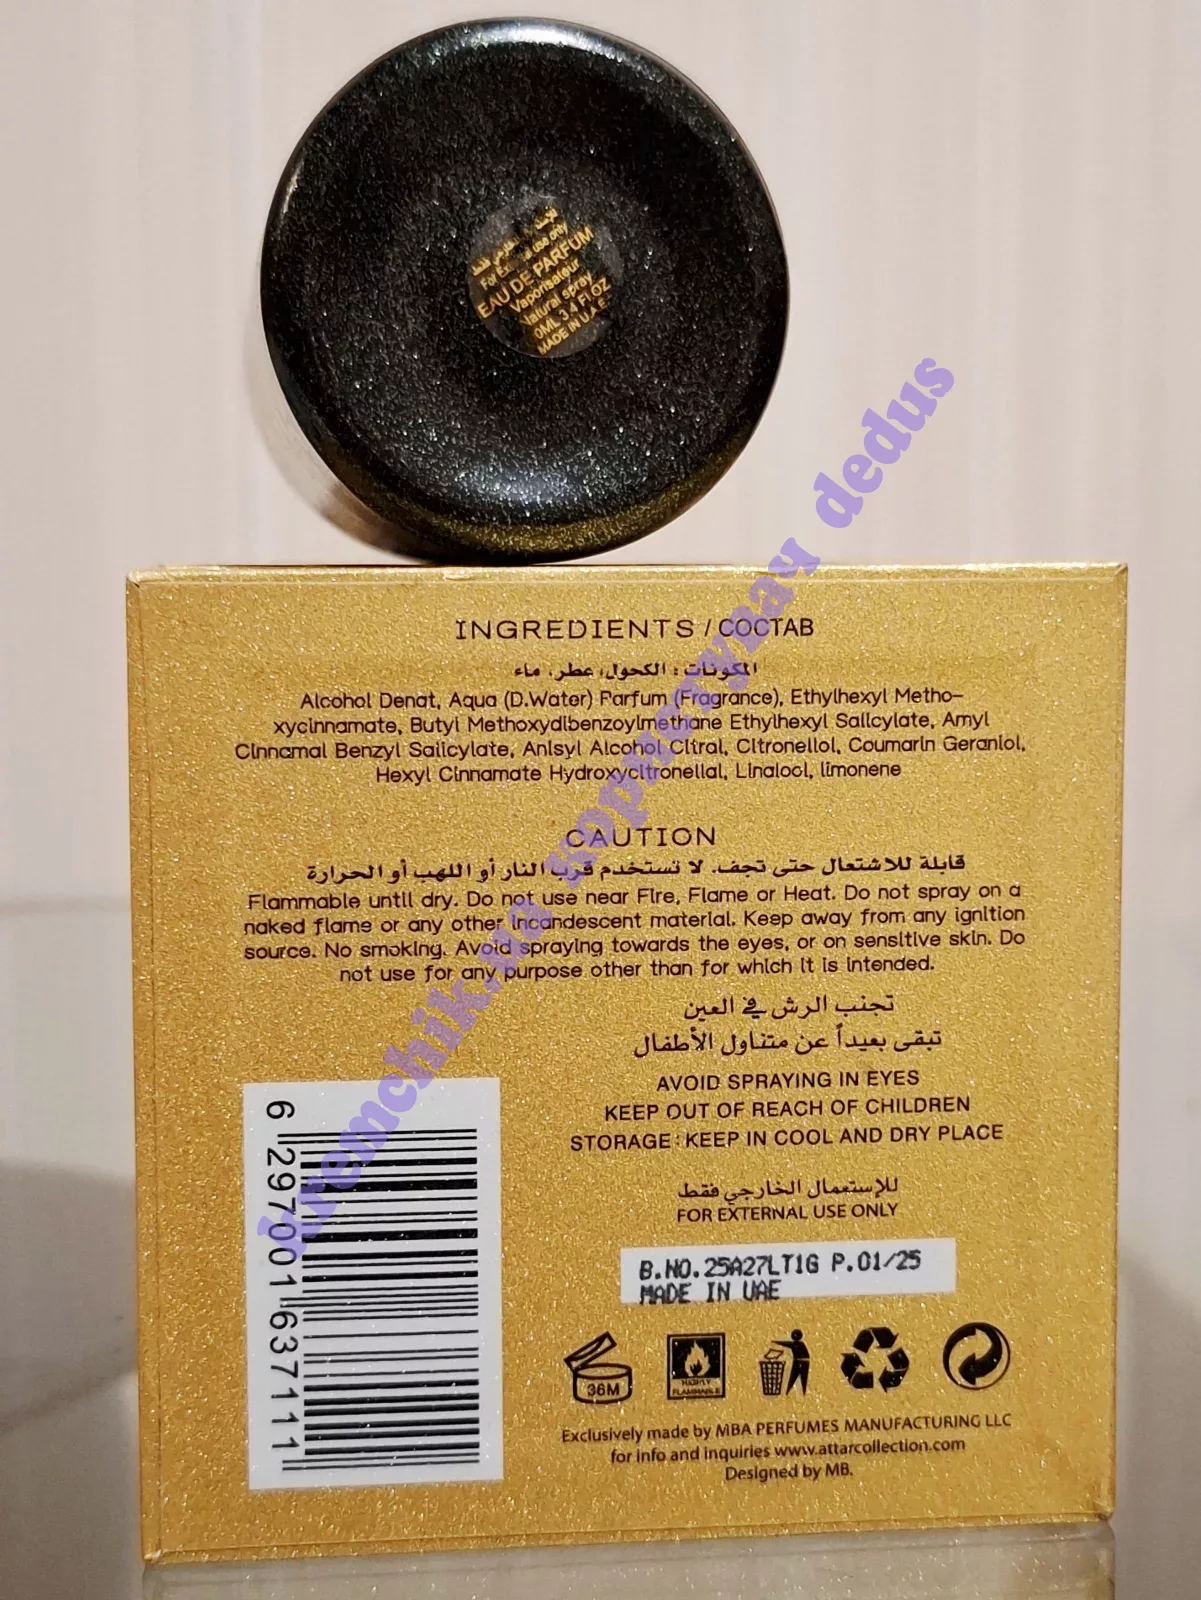 للإستعمال الخارجي فقط
For External use only
EAU DE PARFUM
Vaporisateur
Natural spray
0ML 3.4 Fl OZ
MADE IN U.A.E
INGREDIENTS / СОСТАВ
المكونات : الكحول، عطر، ماء
Alcohol Denat, Aqua (D.Water) Parfum (Fragrance), Ethylhexyl Metho-
xycinnamate, Butyl Methoxydibenzoylmethane Ethylhexyl Salicylate, Amyl
Cinnamal Benzyl Salicylate, Anisyl Alcohol Citral, Citronellol, Coumarin Geraniol,
Hexyl Cinnamate Hydroxycitronellal, Linalool, limonene
CAUTION
قابلة للاشتعال حتى تجف. لا تستخدم قرب النار أو اللهب أو الحرارة
Flammable until dry. Do not use near Fire, Flame or Heat. Do not spray on a
naked flame or any other incandescent material. Keep away from any ignition
source. No smoking. Avoid spraying towards the eyes, or on sensitive skin. Do
not use for any purpose other than for which it is intended.
تجنب الرش في العين
تبقى بعيداً عن متناول الأطفال
AVOID SPRAYING IN EYES
KEEP OUT OF REACH OF CHILDREN
STORAGE : KEEP IN COOL AND DRY PLACE
للإستعمال الخارجي فقط
FOR EXTERNAL USE ONLY
B.NO.25A27LT1G P.01/25
MADE IN UAE
6 297001 637111
36M
HIGHLY
FLAMMABLE
Exclusively made by MBA PERFUMES MANUFACTURING LLC
for info and inquiries www.attarcollection.com
Designed by MB.
dedus